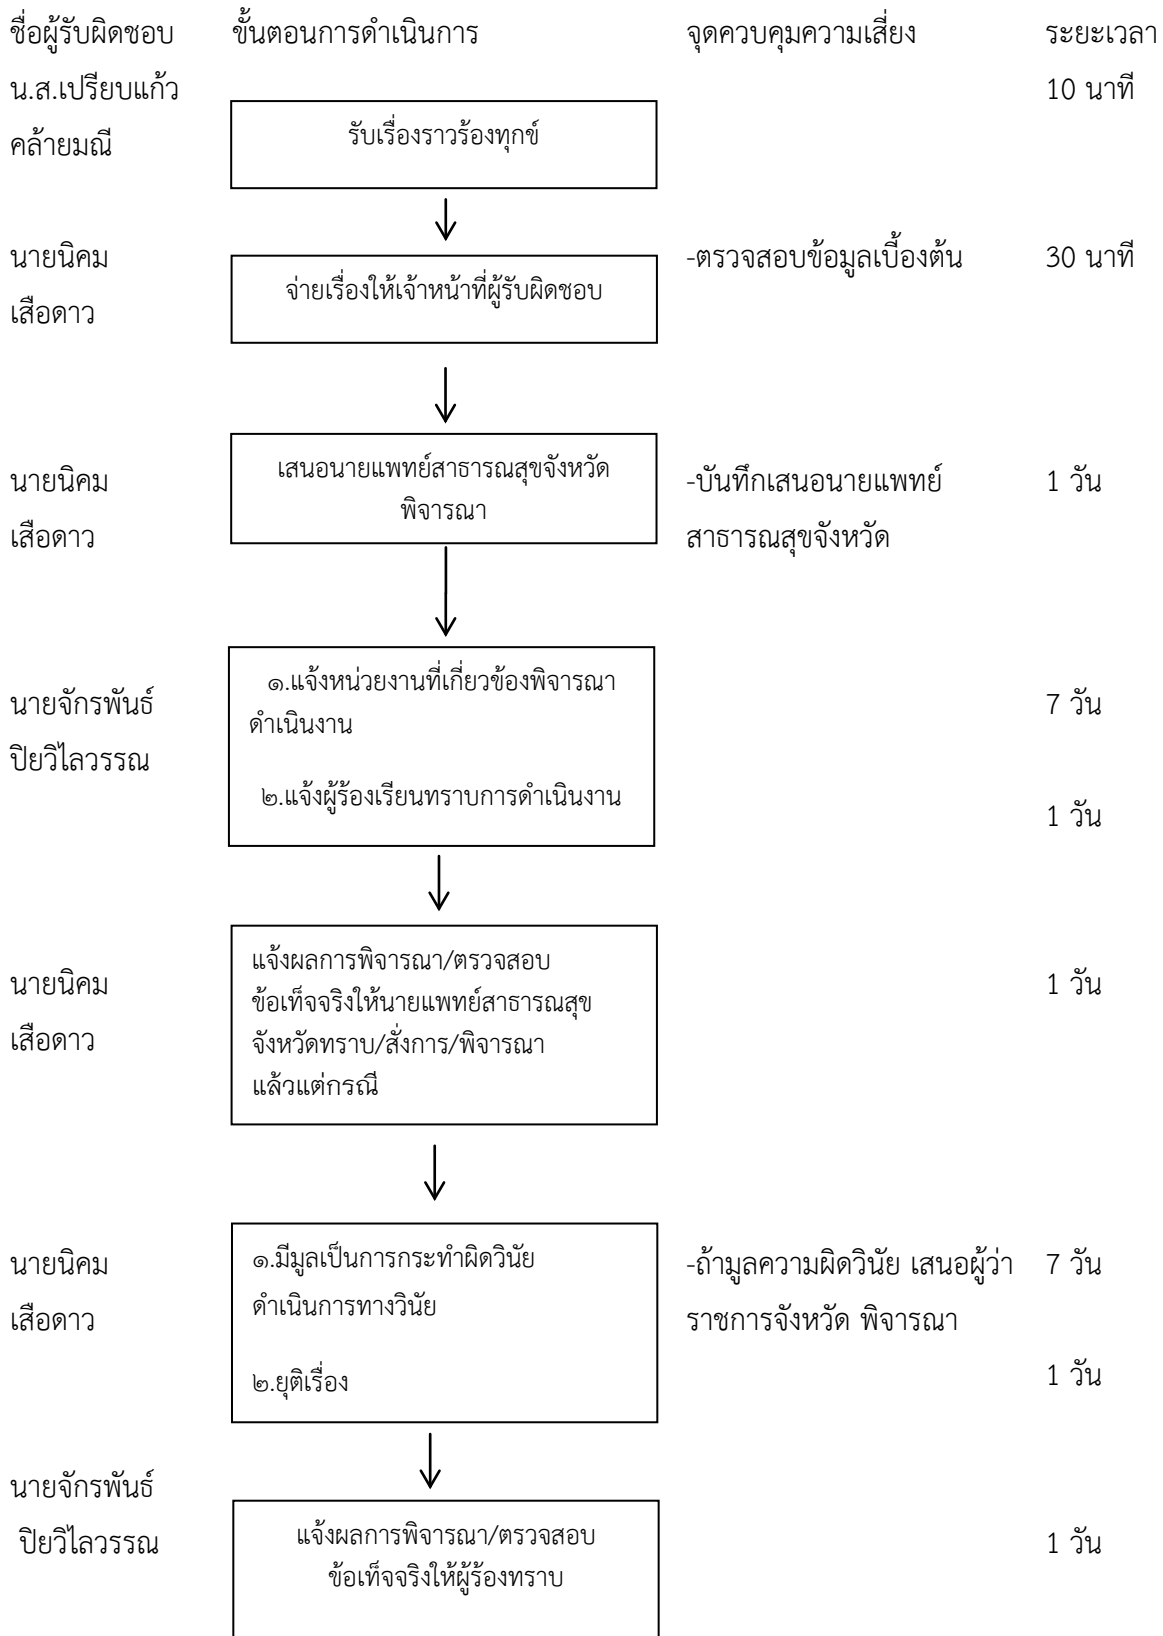 ชื่อผู้รับผิดชอบ ขั้นตอนการดำเนินการ จุดควบคุมความเสี่ยง ระยะเวลา
น.ส.เปรียบแก้ว 10 นาที
คล้ายมณี
รับเรื่องราวร้องทุกข์
นายนิคม -ตรวจสอบข้อมูลเบื้องต้น 30 นาที
เสือดาว
จ่ายเรื่องให้เจ้าหน้าที่ผู้รับผิดชอบ
เสนอนายแพทย์สาธารณสุขจังหวัด
พิจารณา
นายนิคม -บันทึกเสนอนายแพทย์ 1 วัน
เสือดาว สาธารณสุขจังหวัด
๑.แจ้งหน่วยงานที่เกี่ยวข้องพิจารณา
ดำเนินงาน
นายจักรพันธ์ 7 วัน
ปิยวิไลวรรณ
๒.แจ้งผู้ร้องเรียนทราบการดำเนินงาน
1 วัน
แจ้งผลการพิจารณา/ตรวจสอบ
ข้อเท็จจริงให้นายแพทย์สาธารณสุข
จังหวัดทราบ/สั่งการ/พิจารณา
แล้วแต่กรณี
นายนิคม 1 วัน
เสือดาว
๑.มีมูลเป็นการกระทำผิดวินัย
ดำเนินการทางวินัย
๒.ยุติเรื่อง
นายนิคม -ถ้ามูลความผิดวินัย เสนอผู้ว่า 7 วัน
เสือดาว ราชการจังหวัด พิจารณา
1 วัน
นายจักรพันธ์
ปิยวิไลวรรณ 1 วัน
แจ้งผลการพิจารณา/ตรวจสอบ
ข้อเท็จจริงให้ผู้ร้องทราบ